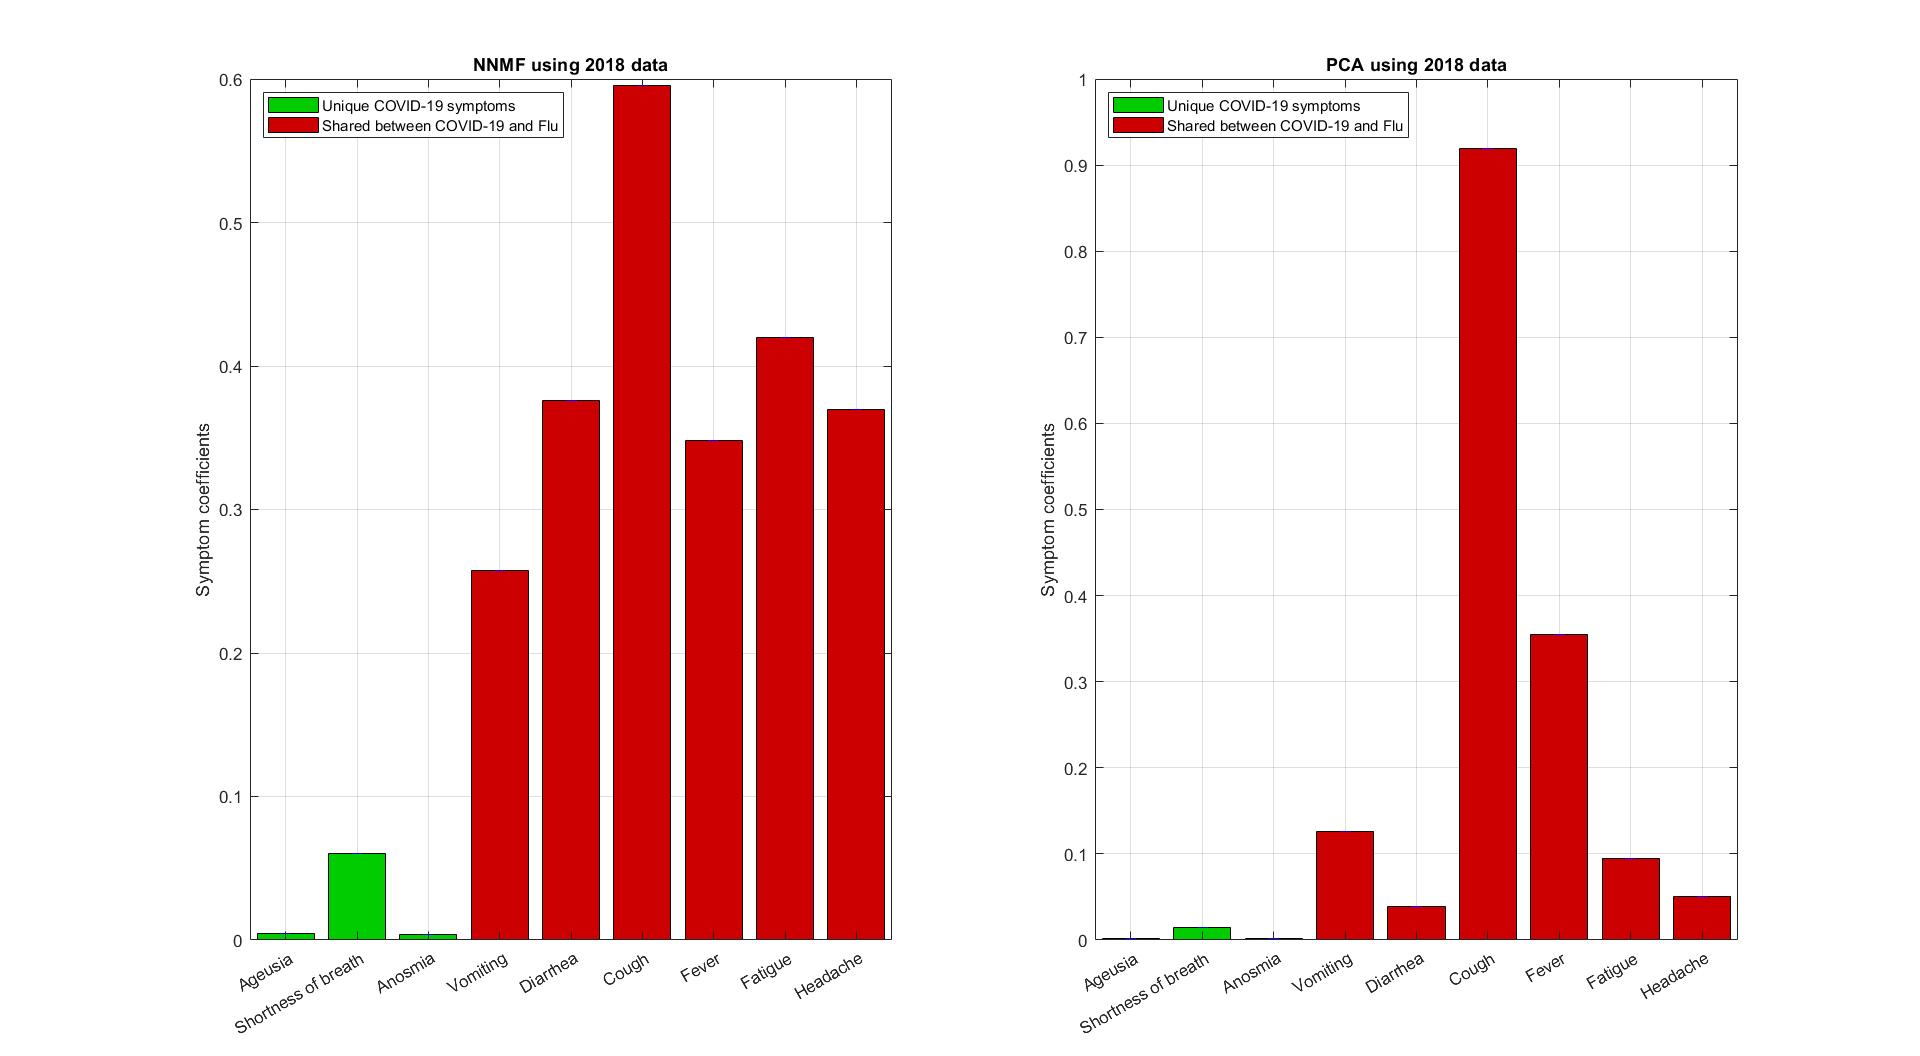 NNMF using 2018 data
Unique COVID-19 symptoms
Shared between COVID-19 and Flu
Symptom coefficients
0.6
0.5
0.4
0.3
0.2
0.1
0
Ageusia
Shortness of breath
Anosmia
Vomiting
Diarrhea
Cough
Fever
Fatigue
Headache
PCA using 2018 data
Unique COVID-19 symptoms
Shared between COVID-19 and Flu
Symptom coefficients
1
0.9
0.8
0.7
0.6
0.5
0.4
0.3
0.2
0.1
0
Ageusia
Shortness of breath
Anosmia
Vomiting
Diarrhea
Cough
Fever
Fatigue
Headache